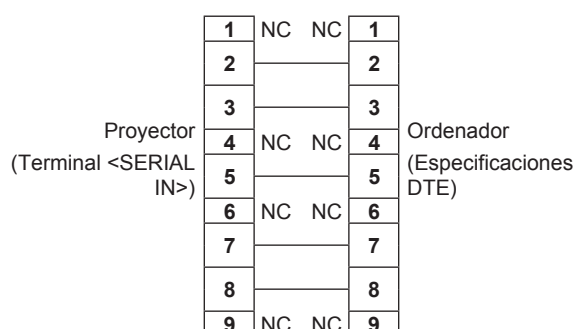 1 NC NC 1
2 2
3 3
Proyector
(Terminal <SERIAL
IN>)
4 NC NC 4
Ordenador
(Especificaciones
DTE)
5 5
6 NC NC 6
7 7
8 8
9 NC NC 9